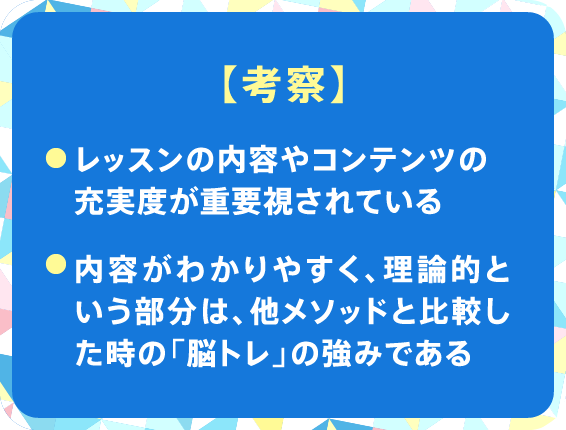 【考察】
●レッスンの内容やコンテンツの
充実度が重要視されている
●内容がわかりやすく、理論的と
いう部分は、他メソッドと比較し
た時の「脳トレ」の強みである